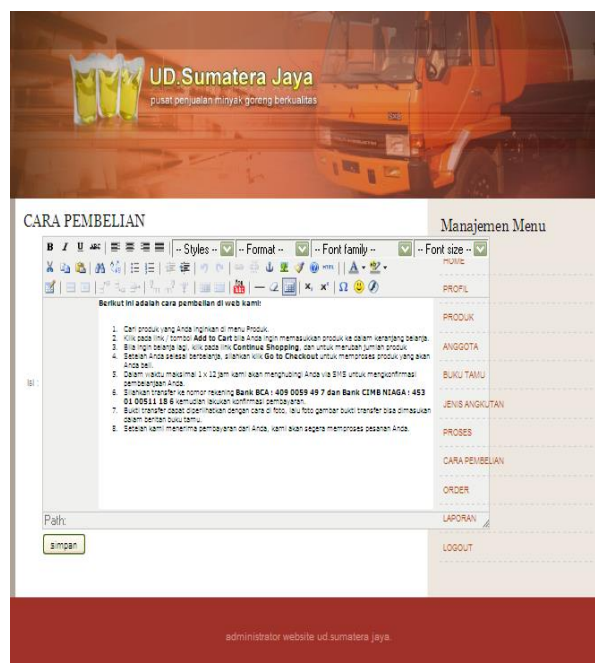 UD.Sumatera Jaya
pusat penjualan minyak goreng berkualitas
CARA PEMBELIAN
Manajemen Menu
B I U ABC
-- Styles -- -- Format -- -- Font family -- -- Font size --
Berikut ini adalah cara pembelian di web kami:
1. Cari produk yang Anda inginkan di menu Produk.
2. Klik pada link / tombol Add to Cart bila Anda ingin memasukkan produk ke dalam keranjang belanja.
3. Bila ingin belanja lagi, klik pada link Continue Shopping, dan untuk merubah jumlah produk
4. Setelah Anda selesai berbelanja, silahkan klik Go to Checkout untuk memproses produk yang akan
Anda beli.
5. Dalam waktu maksimal 1 x 12 jam kami akan menghubingi Anda via SMS untuk mengkonfirmasi
pembelanjaan Anda.
6. Silahkan transfer ke nomor rekening Bank BCA : 409 0059 49 7 dan Bank CIMB NIAGA : 453
01 00511 18 6 kemudian lakukan konfirmasi pembayaran.
7. Bukti transfer dapat diperlihatkan dengan cara di foto, lalu foto gambar bukti transfer bisa dimasukan
dalam beritan buku tamu.
8. Setelah kami menerima pembayaran dari Anda, kami akan segera memproses pesanan Anda.
Isi :
Path:
simpan
HOME
PROFIL
PRODUK
ANGGOTA
BUKU TAMU
JENIS ANGKUTAN
PROSES
CARA PEMBELIAN
ORDER
LAPORAN
LOGOUT
administrator website ud.sumatera jaya.